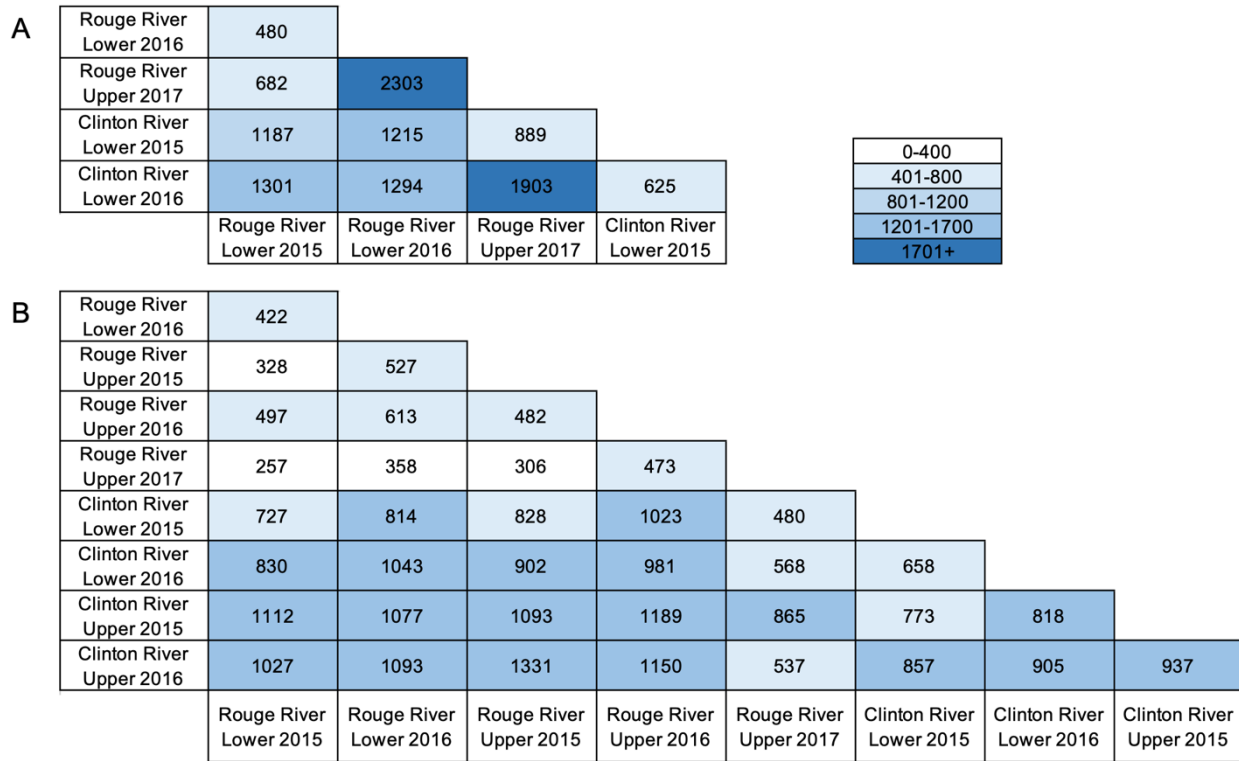 A
Rouge River
Lower 2016
480
Rouge River
Upper 2017
682 2303
Clinton River
Lower 2015
1187 1215 889
Clinton River
Lower 2016
1301 1294 1903 625
Rouge River Rouge River Rouge River Clinton River
Lower 2015 Lower 2016 Upper 2017 Lower 2015
0-400
401-800
801-1200
1201-1700
1701+
B
Rouge River
Lower 2016
422
Rouge River
Upper 2015
328 527
Rouge River
Upper 2016
497 613 482
Rouge River
Upper 2017
257 358 306 473
Clinton River
Lower 2015
727 814 828 1023 480
Clinton River
Lower 2016
830 1043 902 981 568 658
Clinton River
Upper 2015
1112 1077 1093 1189 865 773 818
Clinton River
Upper 2016
1027 1093 1331 1150 537 857 905 937
Rouge River Rouge River Rouge River Rouge River Rouge River Clinton River Clinton River Clinton River
Lower 2015 Lower 2016 Upper 2015 Upper 2016 Upper 2017 Lower 2015 Lower 2016 Upper 2015